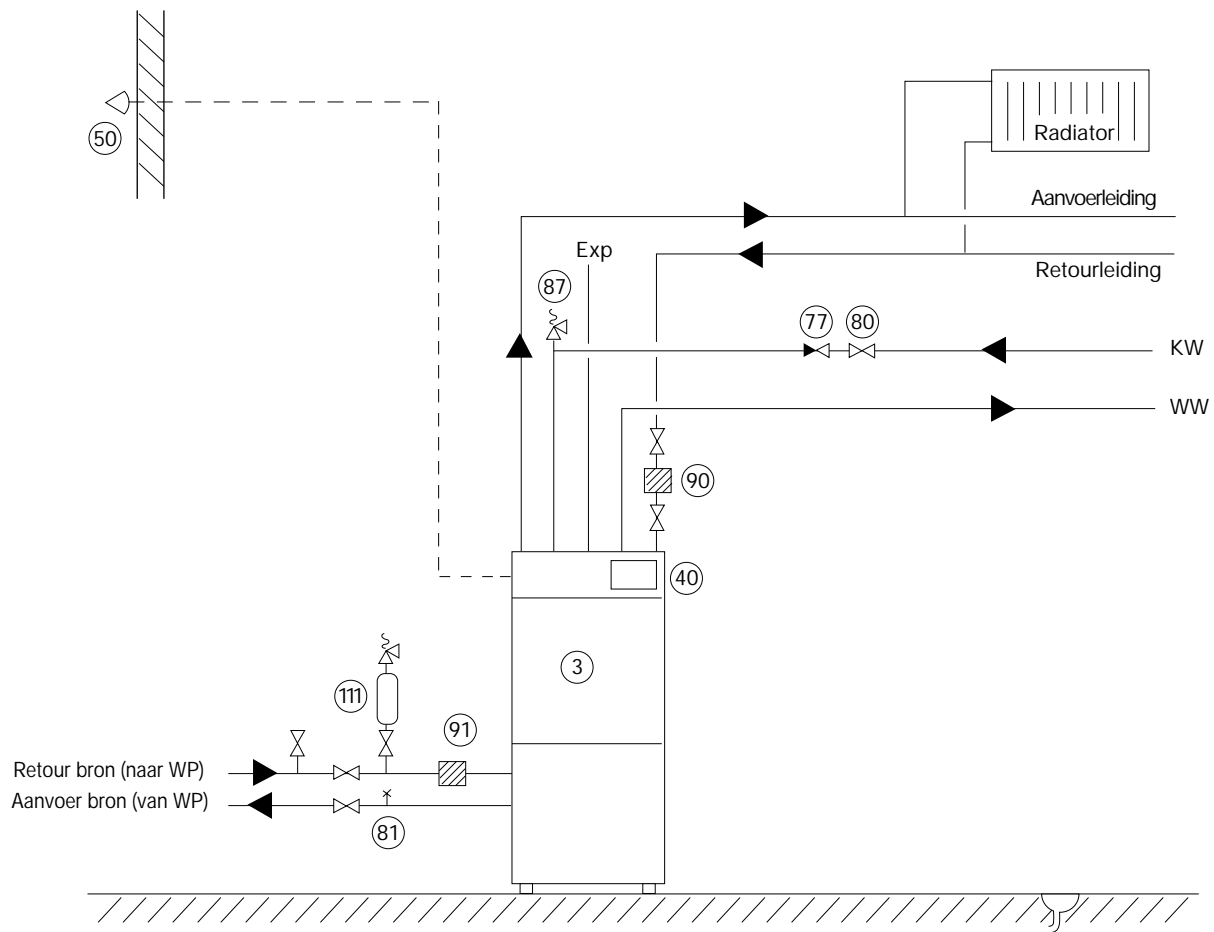 50
Radiator
Aanvoerleiding
Exp
Retourleiding
87
77
80
KW
WW
90
40
3
111
91
Retour bron (naar WP)
Aanvoer bron (van WP)
81